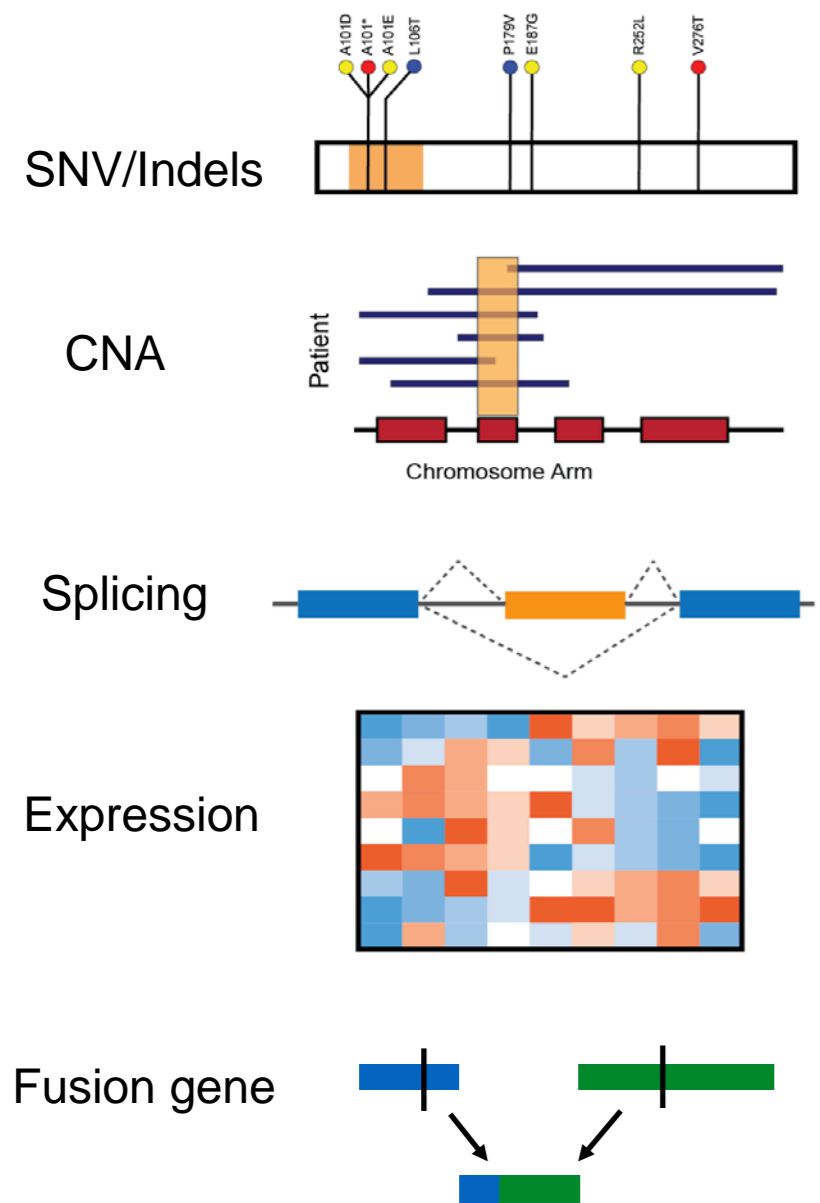 A101D
A101*
A101E
L106T
P179V
E187G
R252L
V276T
SNV/Indels
CNA
Patient
Chromosome Arm
Splicing
Expression
Fusion gene